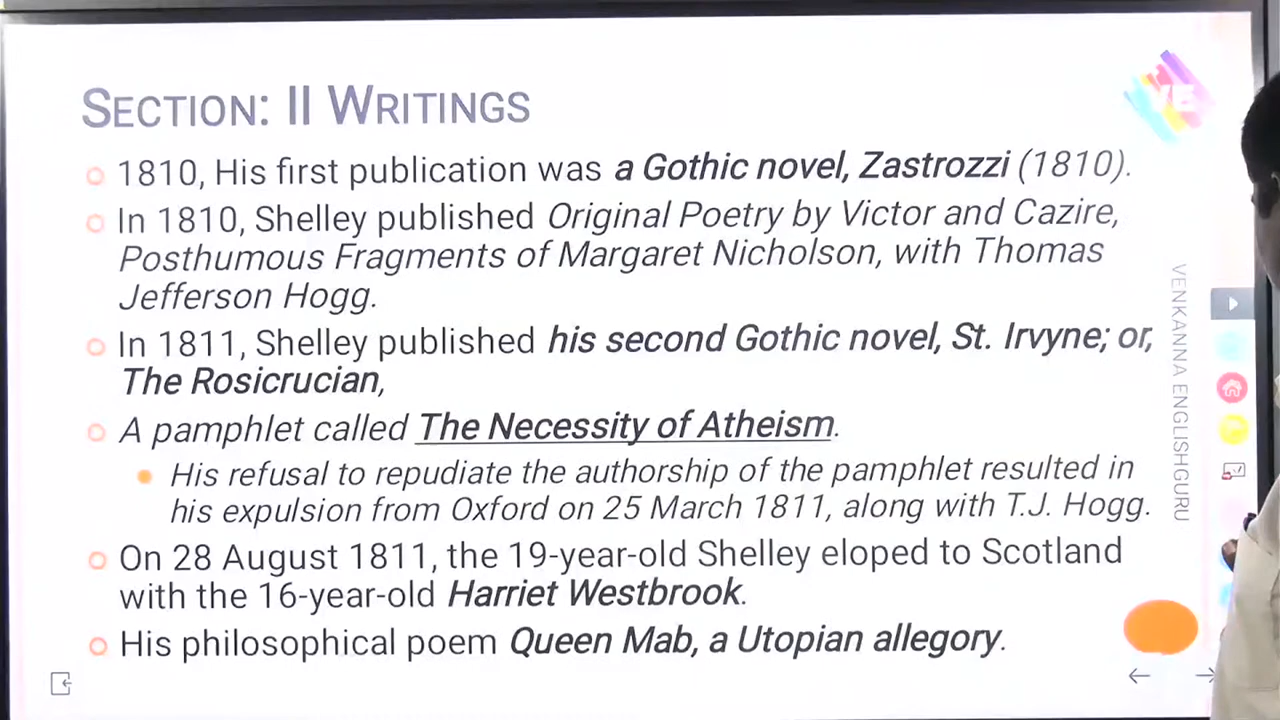 SECTION: II WRITINGS
YE
1810, His first publication was a Gothic novel, Zastrozzi (1810).
In 1810, Shelley published Original Poetry by Victor and Cazire,
Posthumous Fragments of Margaret Nicholson, with Thomas
Jefferson Hogg.
In 1811, Shelley published his second Gothic novel, St. Irvyne; or,
The Rosicrucian,
A pamphlet called The Necessity of Atheism.
His refusal to repudiate the authorship of the pamphlet resulted in
his expulsion from Oxford on 25 March 1811, along with T.J. Hogg.
On 28 August 1811, the 19-year-old Shelley eloped to Scotland
with the 16-year-old Harriet Westbrook.
His philosophical poem Queen Mab, a Utopian allegory.
VENKANNA ENGLISHGURU